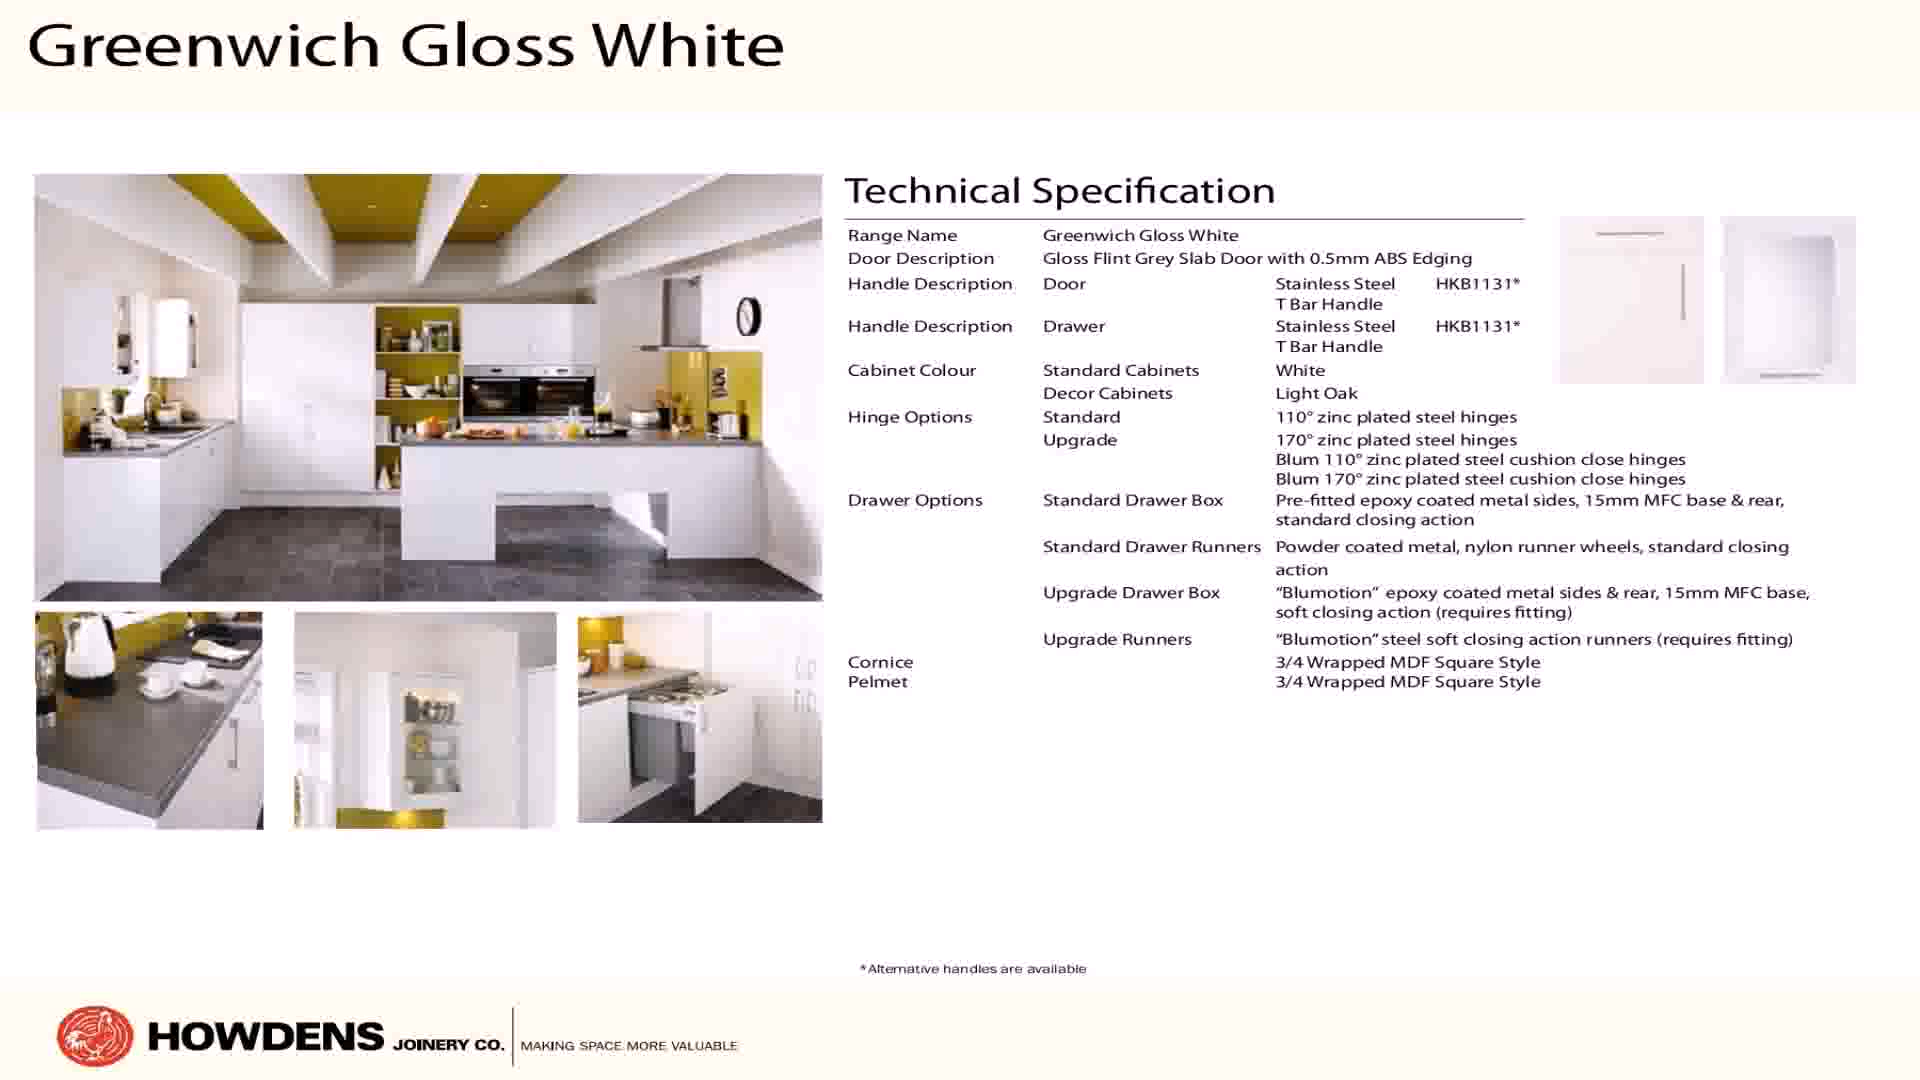 Greenwich Gloss White
Technical Specification
Range Name Greenwich Gloss White
Door Description Gloss Flint Grey Slab Door with 0.5mm ABS Edging
Handle Description Door Stainless Steel HKB1131*
T Bar Handle
Handle Description Drawer Stainless Steel HKB1131*
T Bar Handle
Cabinet Colour Standard Cabinets White
Decor Cabinets Light Oak
Hinge Options Standard 110° zinc plated steel hinges
Upgrade 170° zinc plated steel hinges
Blum 110° zinc plated steel cushion close hinges
Blum 170° zinc plated steel cushion close hinges
Drawer Options Standard Drawer Box Pre-fitted epoxy coated metal sides, 15mm MFC base & rear,
standard closing action
Standard Drawer Runners Powder coated metal, nylon runner wheels, standard closing
action
Upgrade Drawer Box “Blumotion” epoxy coated metal sides & rear, 15mm MFC base,
soft closing action (requires fitting)
Upgrade Runners “Blumotion” steel soft closing action runners (requires fitting)
Cornice 3/4 Wrapped MDF Square Style
Pelmet 3/4 Wrapped MDF Square Style
*Alternative handles are available
HOWDENS JOINERY CO. MAKING SPACE MORE VALUABLE